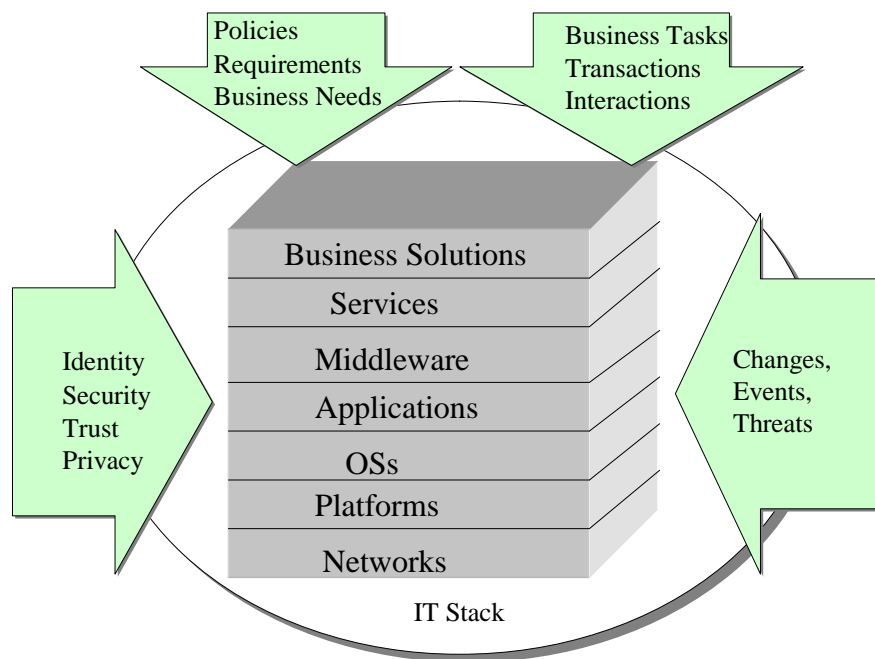 Policies
Requirements
Business Needs
Business Tasks
Transactions
Interactions
Business Solutions
Services
Middleware
Applications
OSs
Platforms
Networks
Identity
Security
Trust
Privacy
Changes,
Events,
Threats
IT Stack